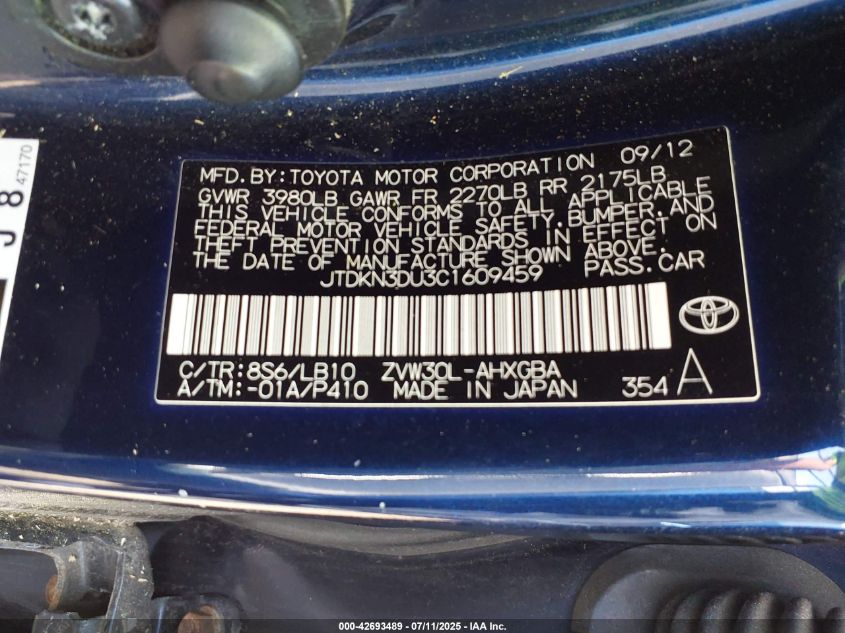 MFD.BY:TOYOTA MOTOR CORPORATION 09/12
GVWR 3980LB GAWR FR 2270LB RR 2175LB
THIS VEHICLE CONFORMS TO ALL APPLICABLE
FEDERAL MOTOR VEHICLE SAFETY,BUMPER,AND
THEFT PREVENTION STANDARDS IN EFFECT ON
THE DATE OF MANUFACTURE SHOWN ABOVE.
JTDKN3DU3C1609459 PASS.CAR
C/TR:8S6/LB10 ZVW30L-AHXGBA
A/TM:-01A/P410 MADE IN JAPAN 354 A
J8
47170
000-42693489 - 07/11/2025 - IAA Inc.